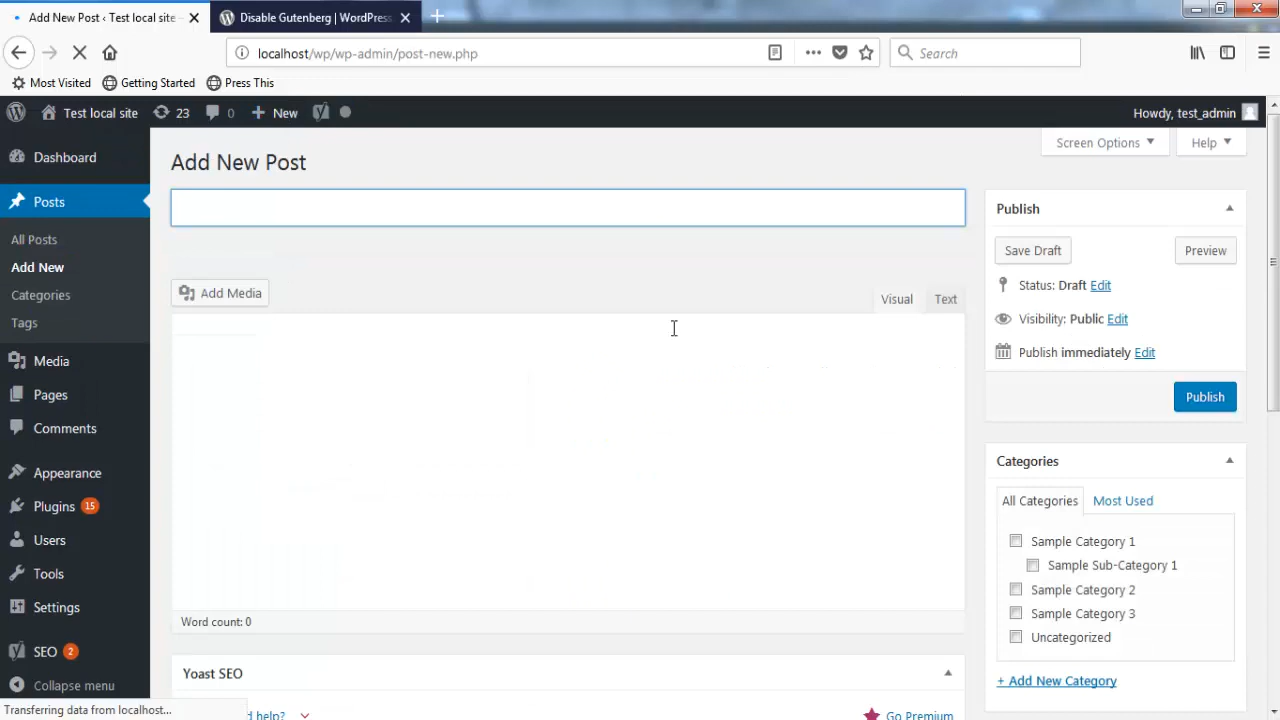 Add New Post ‹ Test local site -
Disable Gutenberg | WordPress.
localhost/wp/wp-admin/post-new.php
Search
Most Visited
Getting Started
Press This
Test local site
23
0
New
Howdy, test_admin
Dashboard
Posts
All Posts
Add New
Categories
Tags
Media
Pages
Comments
Appearance
Plugins 15
Users
Tools
Settings
SEO 2
Collapse menu
Screen Options
Help
Add New Post
Add Media
Visual
Text
Word count: 0
Yoast SEO
help?
Go Premium
Publish
Save Draft
Preview
Status: Draft Edit
Visibility: Public Edit
Publish immediately Edit
Publish
Categories
All Categories
Most Used
Sample Category 1
Sample Sub-Category 1
Sample Category 2
Sample Category 3
Uncategorized
+ Add New Category
Transferring data from localhost...